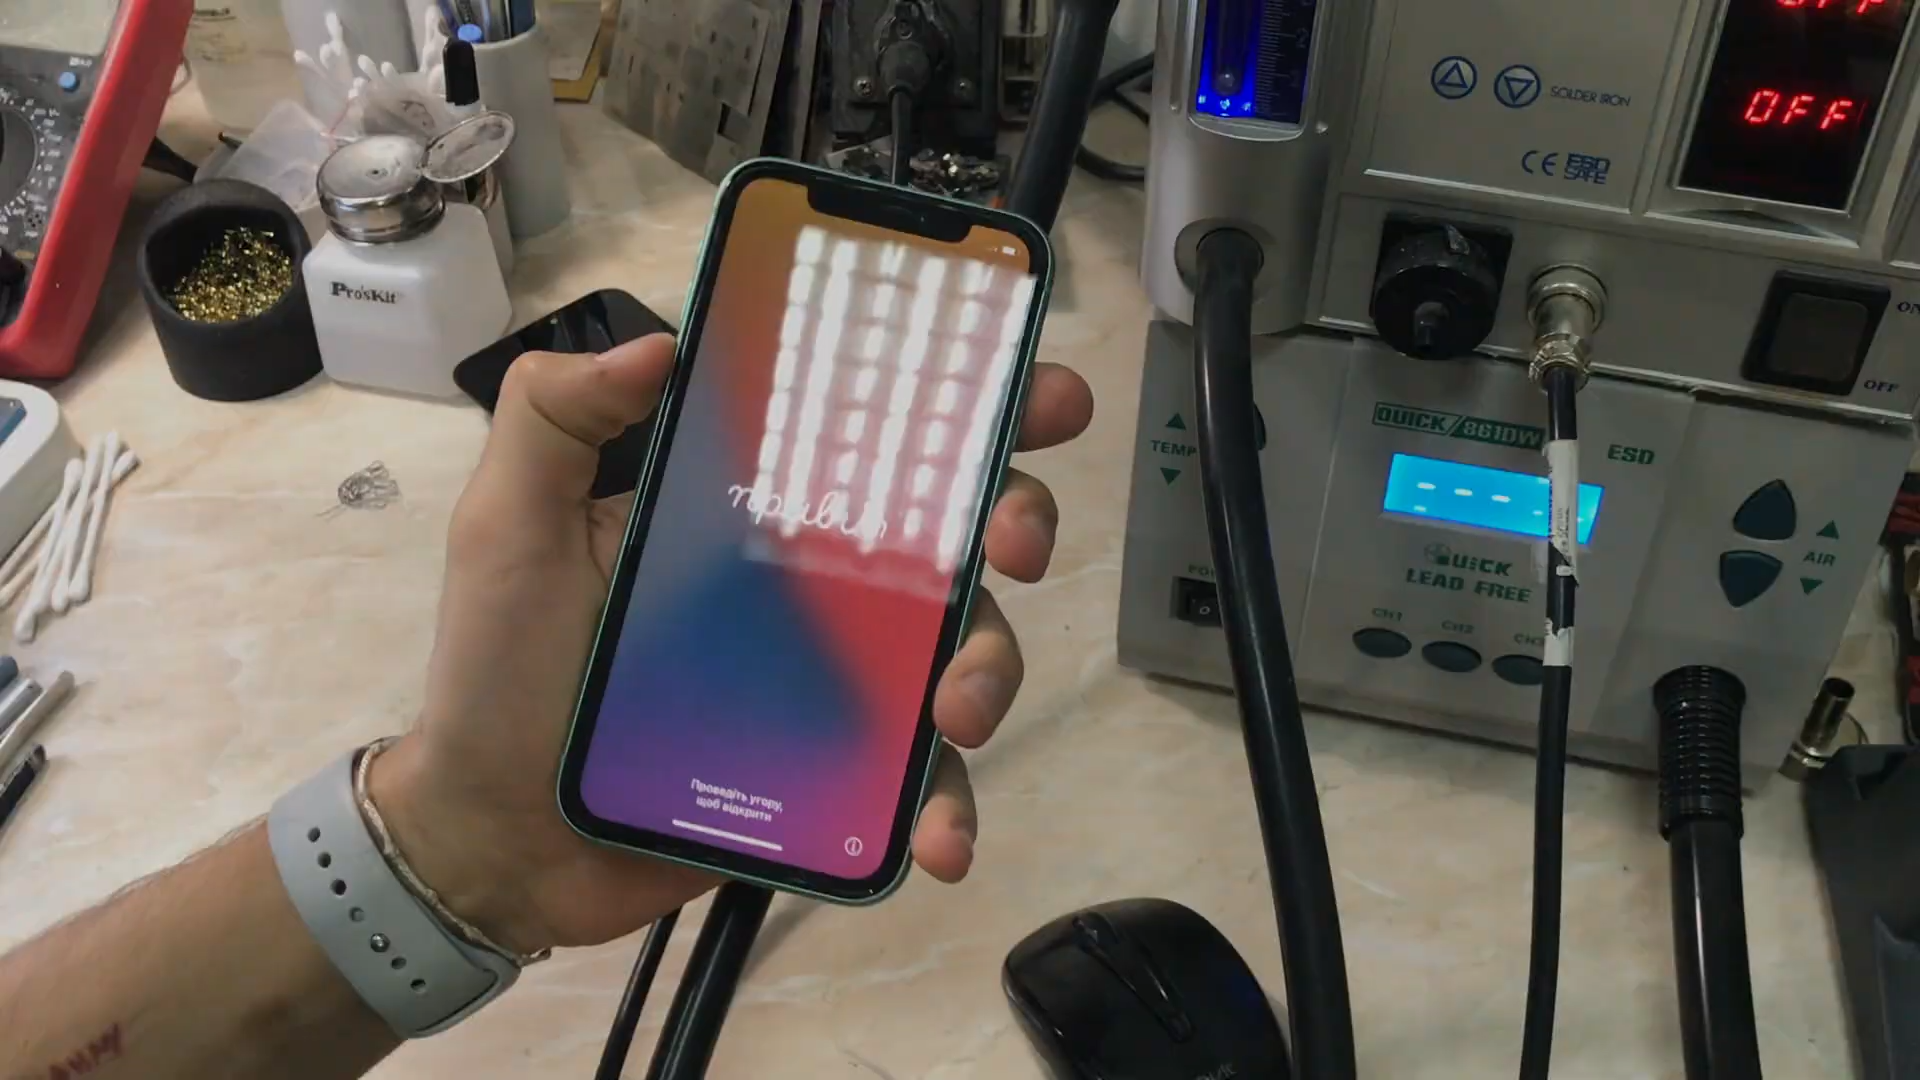 OFF
SOLDER IRON
CE ESD SAFE
ON
OFF
Pro'sKit
QUICK/861DW
ESD
TEMP
AIR
QUICK
LEAD FREE
CH1
CH2
привіт
Проведіть угору,
щоб відкрити